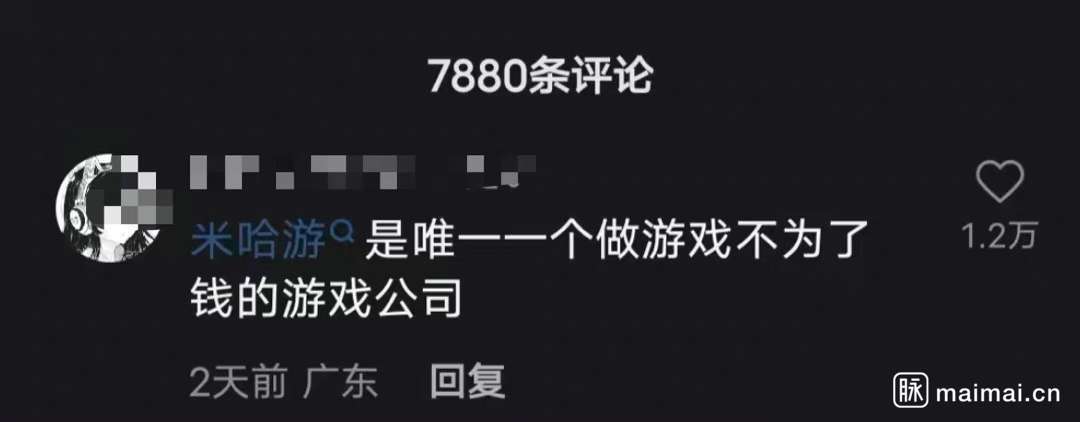 7880条评论
米哈游 是唯一一个做游戏不为了
钱的游戏公司
1.2万
2天前 广东 回复
脉 maimai.cn